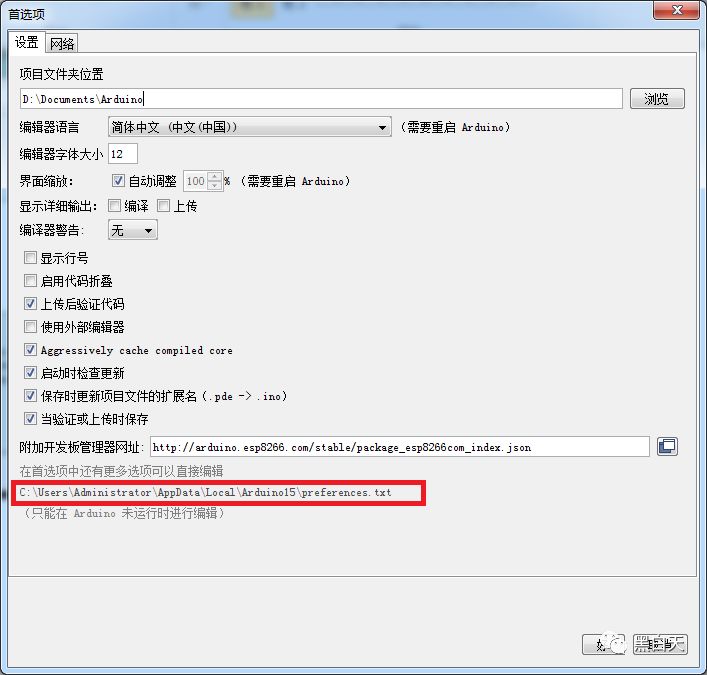 首选项
设置 网络
项目文件夹位置
D:\Documents\Arduino 浏览
编辑器语言 简体中文 (中文(中国)) (需要重启 Arduino)
编辑器字体大小 12
界面缩放: 自动调整 100 % (需要重启 Arduino)
显示详细输出: 编译 上传
编译器警告: 无
显示行号
启用代码折叠
上传后验证代码
使用外部编辑器
Aggressively cache compiled core
启动时检查更新
保存时更新项目文件的扩展名(.pde -> .ino)
当验证或上传时保存
附加开发板管理器网址: http://arduino.esp8266.com/stable/package_esp8266com_index.json
在首选项中还有更多选项可以直接编辑
C:\Users\Administrator\AppData\Local\Arduino15\preferences.txt
(只能在 Arduino 未运行时进行编辑)
黑白天